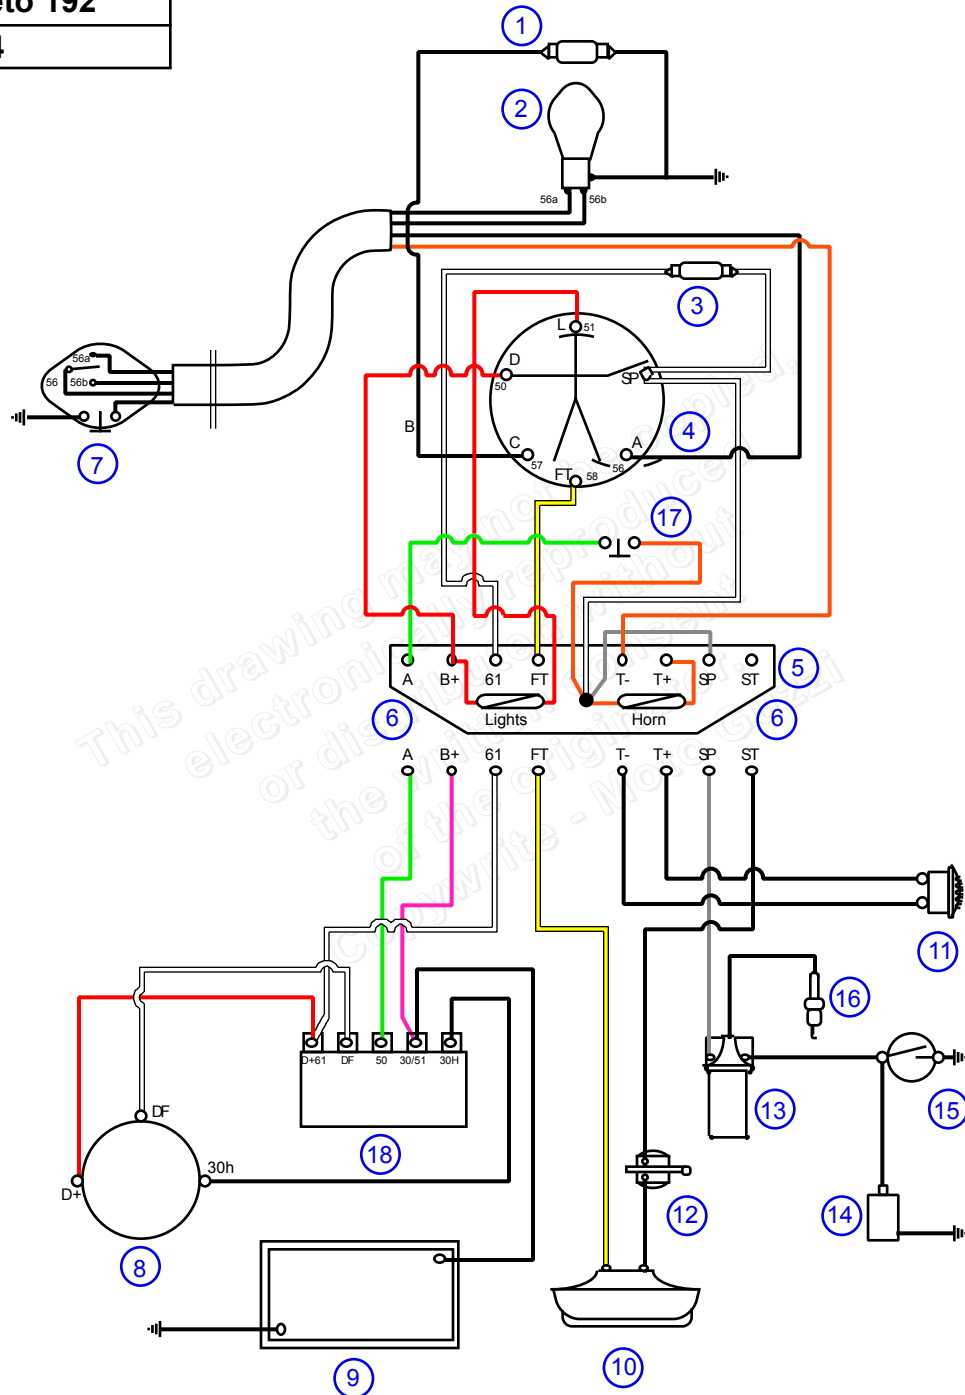 eto 192
4
1
2
56a 56b
3
L 51
D
50
SP
56a
56 56b
7
B
4
C
57
A
56
FT 58
17
This drawing may not be copied,
electronically reproduced
or distributed without
the written consent
of the originator.
Copywrite - Moto Guzzi
A B+ 61 FT T- T+ SP ST
5
6 Lights Horn 6
A B+ 61 FT T- T+ SP ST
11
16
D+61 DF 50 30/51 30H
DF
13
15
18
30h
D+
12
14
8
10
9